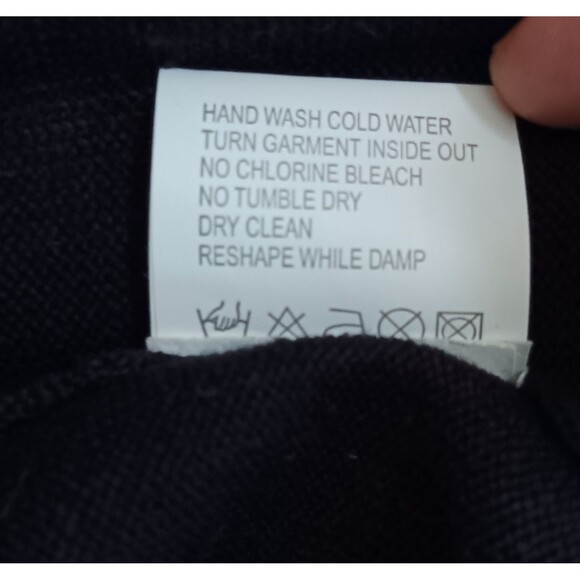 HAND WASH COLD WATER
TURN GARMENT INSIDE OUT
NO CHLORINE BLEACH
NO TUMBLE DRY
DRY CLEAN
RESHAPE WHILE DAMP